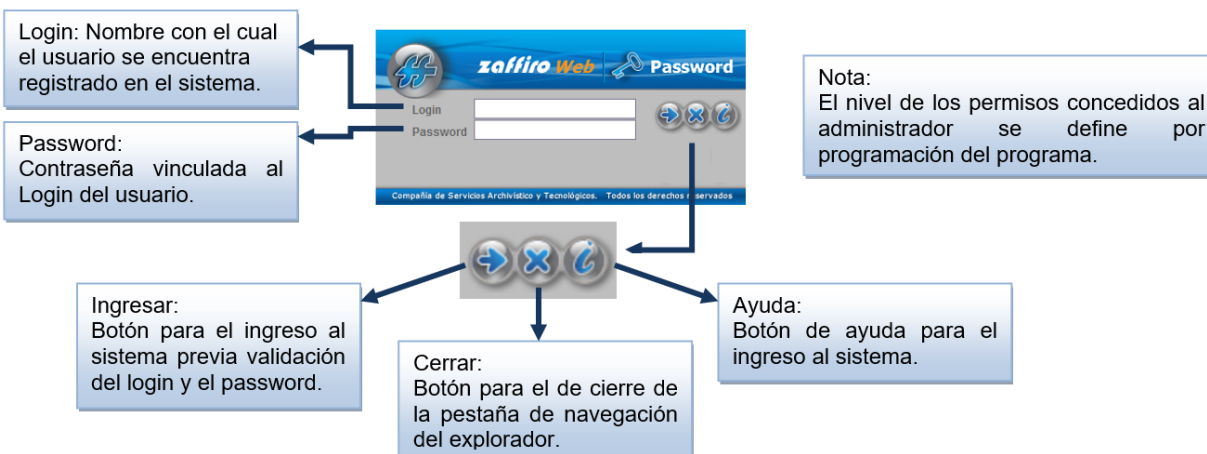 Login: Nombre con el cual
el usuario se encuentra
registrado en el sistema.
Password:
Contraseña vinculada al
Login del usuario.
zaffiro Web
Password
Login
Password
Compañía de Servicios Archivístico y Tecnológicos. Todos los derechos reservados
Nota:
El nivel de los permisos concedidos al
administrador se define por
programación del programa.
Ingresar:
Botón para el ingreso al
sistema previa validación
del login y el password.
Cerrar:
Botón para el de cierre de
la pestaña de navegación
del explorador.
Ayuda:
Botón de ayuda para el
ingreso al sistema.